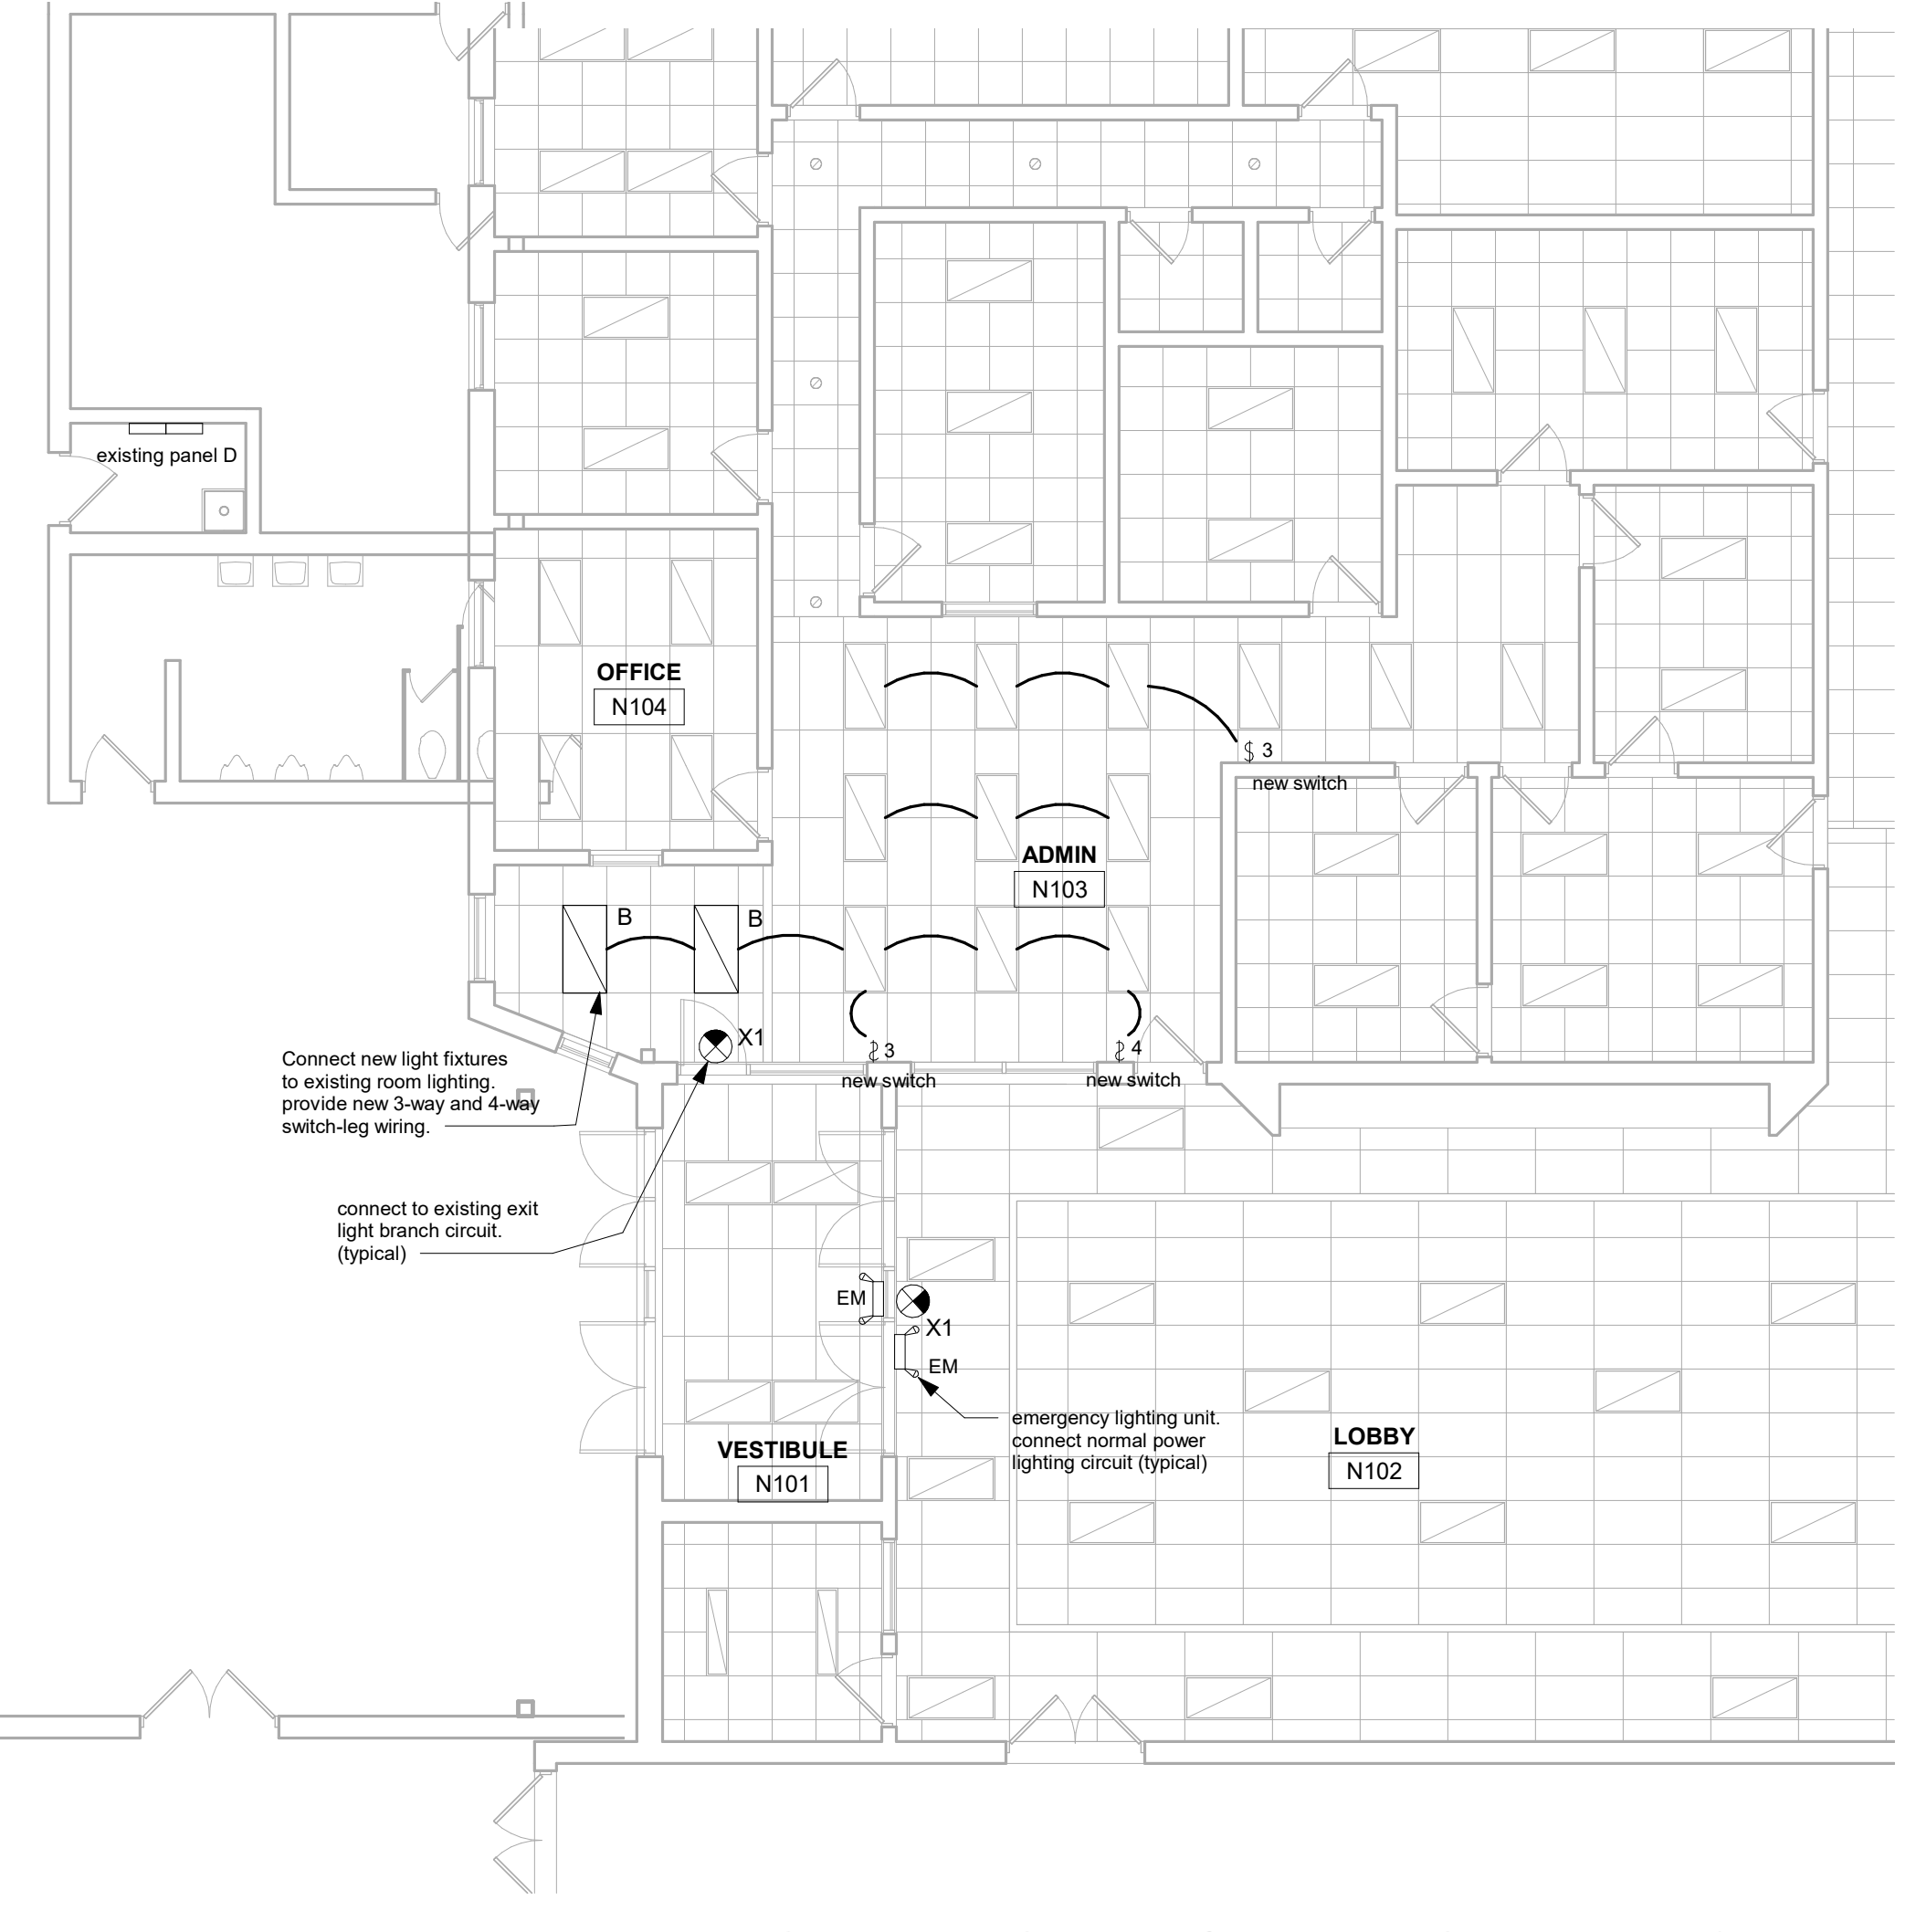 existing panel D
OFFICE
N104
$ 3
new switch
ADMIN
N103
B
B
X1
$ 3
new switch
$ 4
new switch
Connect new light fixtures
to existing room lighting.
provide new 3-way and 4-way
switch-leg wiring.
connect to existing exit
light branch circuit.
(typical)
EM
X1
EM
emergency lighting unit.
connect normal power
lighting circuit (typical)
VESTIBULE
N101
LOBBY
N102